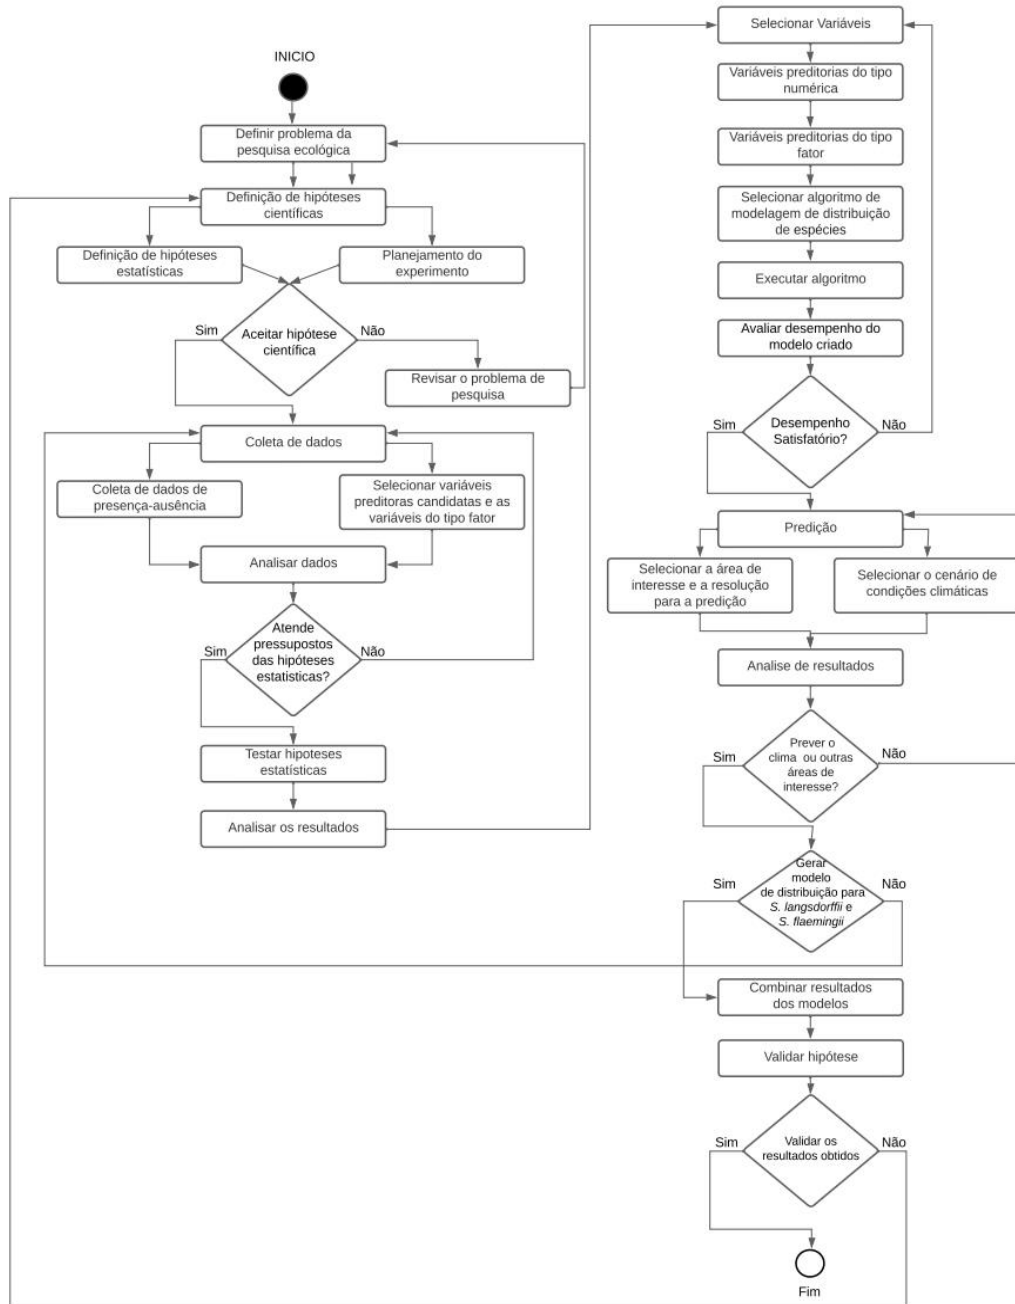 INICIO
Definir problema da
pesquisa ecológica
Definição de hipóteses
científicas
Definição de hipóteses
estatísticas
Planejamento do
experimento
Sim
Aceitar hipótese
científica
Não
Revisar o problema de
pesquisa
Coleta de dados
Coleta de dados de
presença-ausência
Selecionar variáveis
preditoras candidatas e as
variáveis do tipo fator
Analisar dados
Sim
Atende
pressupostos
das hipóteses
estatisticas?
Não
Testar hipoteses
estatísticas
Analisar os resultados
Selecionar Variáveis
Variáveis preditorias do tipo
numérica
Variáveis preditorias do tipo
fator
Selecionar algoritmo de
modelagem de distribuição
de espécies
Executar algoritmo
Avaliar desempenho do
modelo criado
Sim
Desempenho
Satisfatório?
Não
Predição
Selecionar a área de
interesse e a resolução
para a predição
Selecionar o cenário de
condições climáticas
Analise de resultados
Sim
Prever o
clima ou outras
áreas de
interesse?
Não
Sim
Gerar
modelo
de distribuição para
S. langsdorffii e
S. flaemingii
Não
Combinar resultados
dos modelos
Validar hipótese
Sim
Validar os
resultados obtidos
Não
Fim